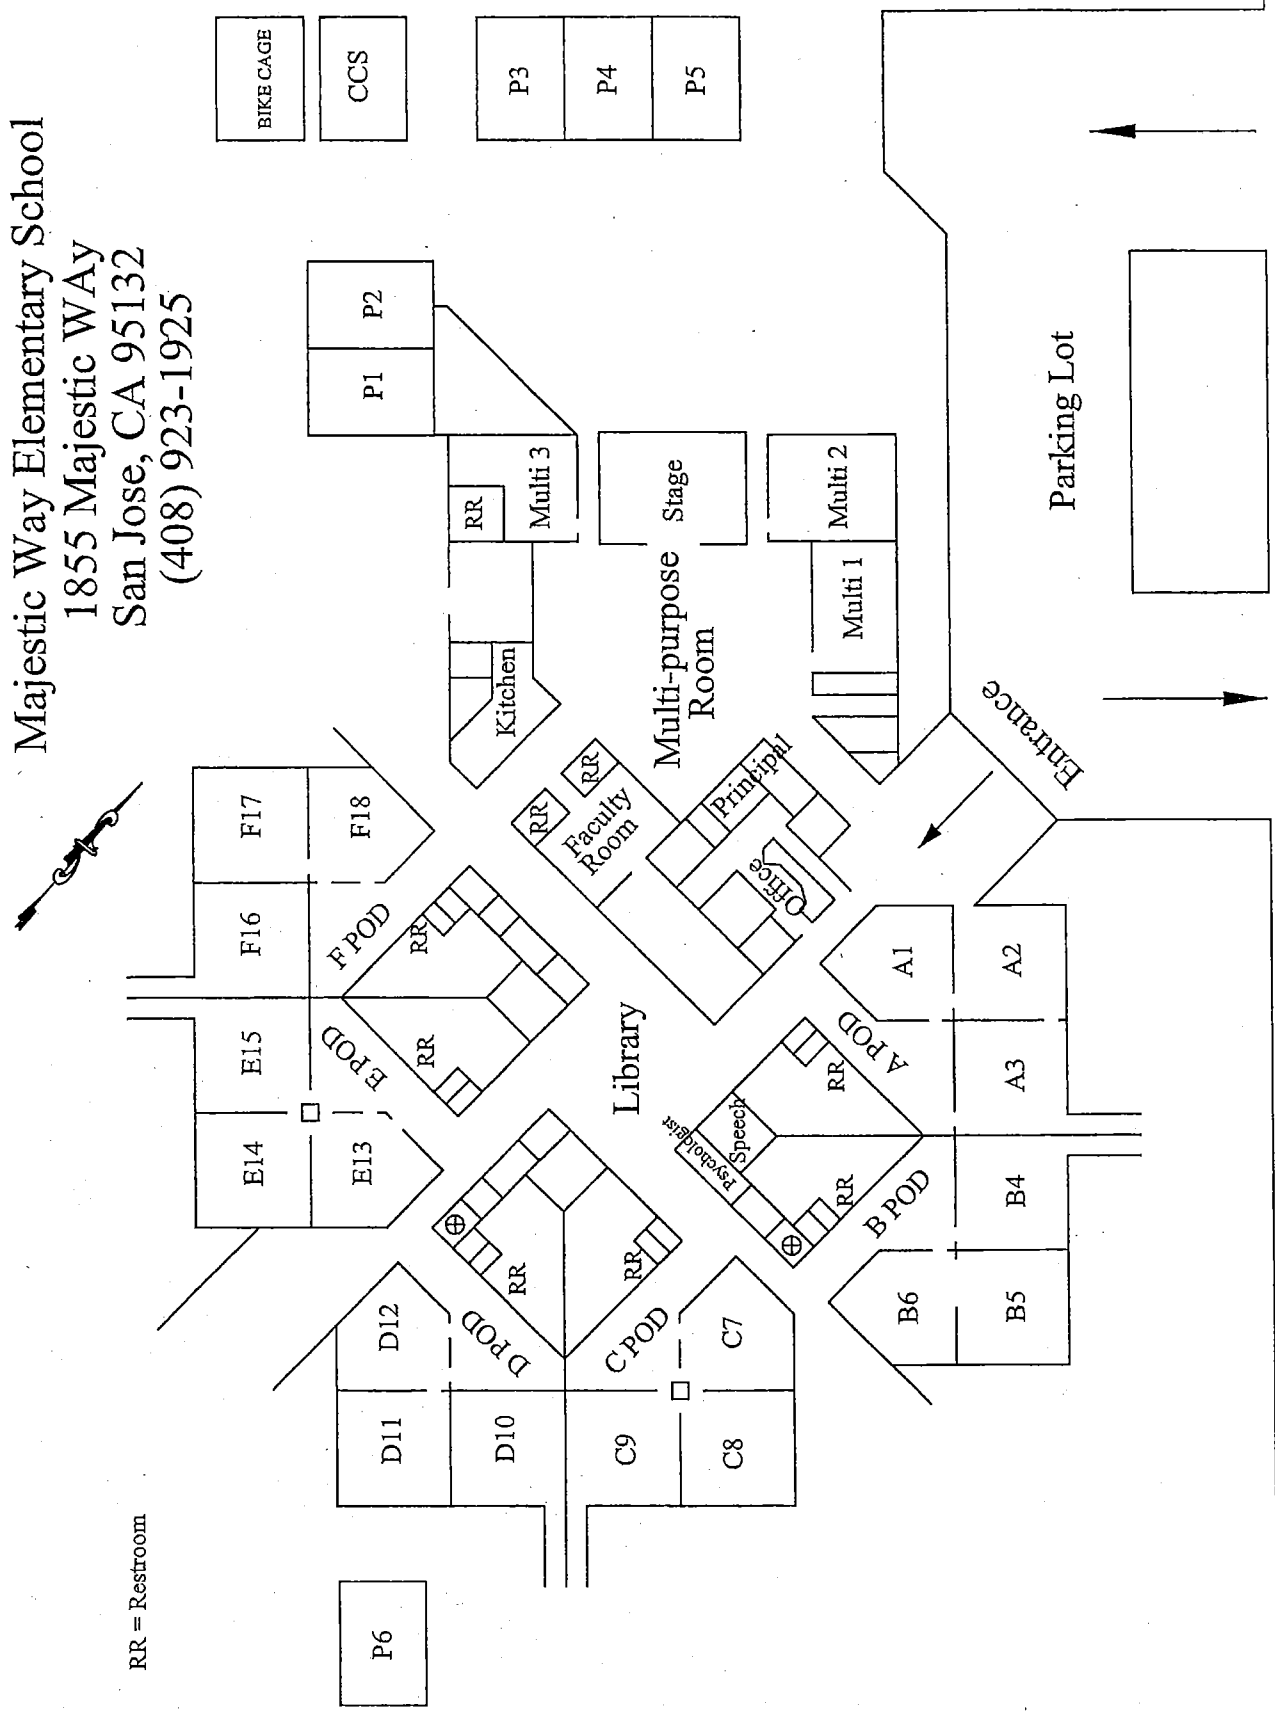 Majestic Way Elementary School
1855 Majestic WAy
San Jose, CA 95132
(408) 923-1925
RR = Restroom
BIKE CAGE
CCS
P3
P4
P5
P1
P2
P6
F17
F18
F16
F POD
RR
E15
E POD
RR
E14
E13
D12
D11
D10
D POD
RR
C POD
RR
C9
C8
C7
Kitchen
RR
Multi 3
Stage
Multi-purpose
Room
Multi 2
Multi 1
RR
RR
Faculty
Room
Principal
Office
Library
Psychologist
Speech
RR
A POD
A1
A2
A3
RR
B POD
B4
B5
B6
Entrance
Parking Lot